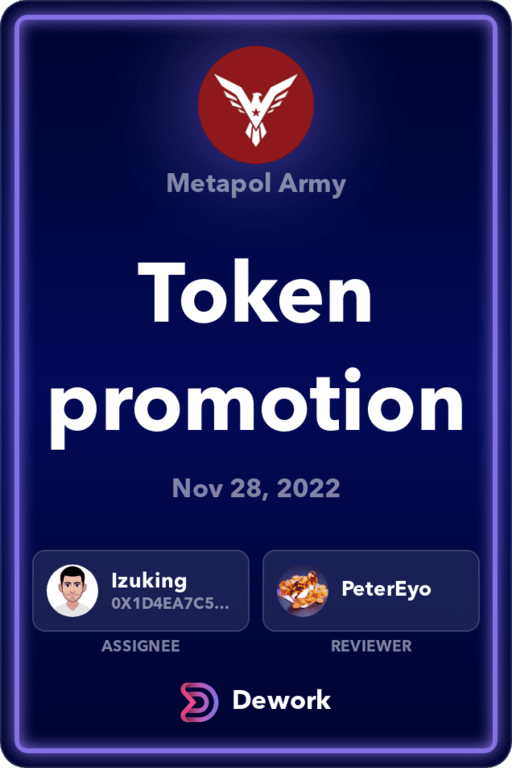 Metapol Army
Token
promotion
Nov 28, 2022
Izuking
0X1D4EA7C5...
PeterEyo
ASSIGNEE
REVIEWER
Dework